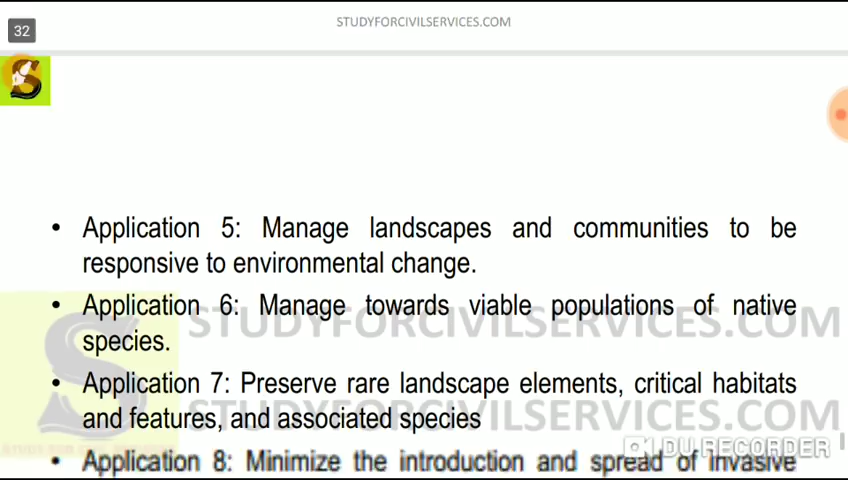 32
STUDYFORCIVILSERVICES.COM
• Application 5: Manage landscapes and communities to be
responsive to environmental change.
• Application 6: Manage towards viable populations of native
species.
STUDYFORCIVILSERVICES.COM
• Application 7: Preserve rare landscape elements, critical habitats
and features, and associated species
STUDYFORCIVILSERVICES.COM
DU RECORDER
• Application 8: Minimize the introduction and spread of invasive